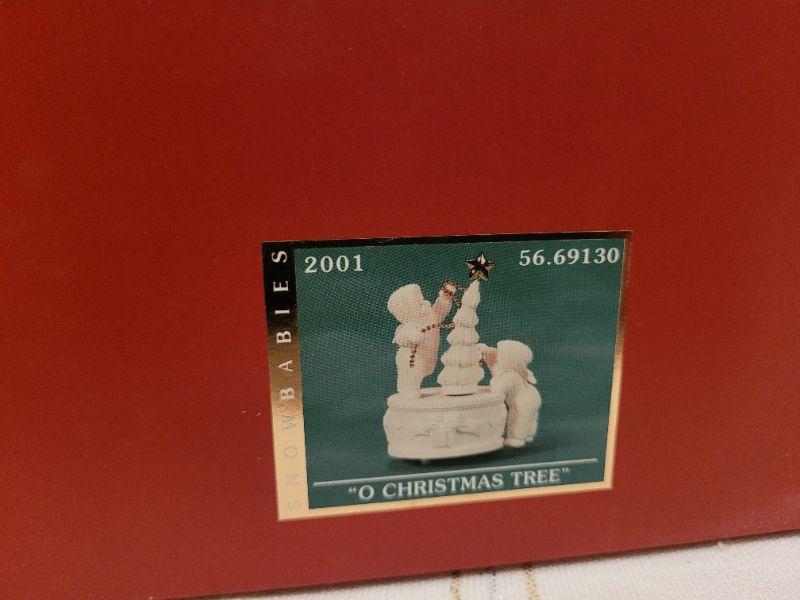 2001
56.69130
SNOWBABIES
"O CHRISTMAS TREE"